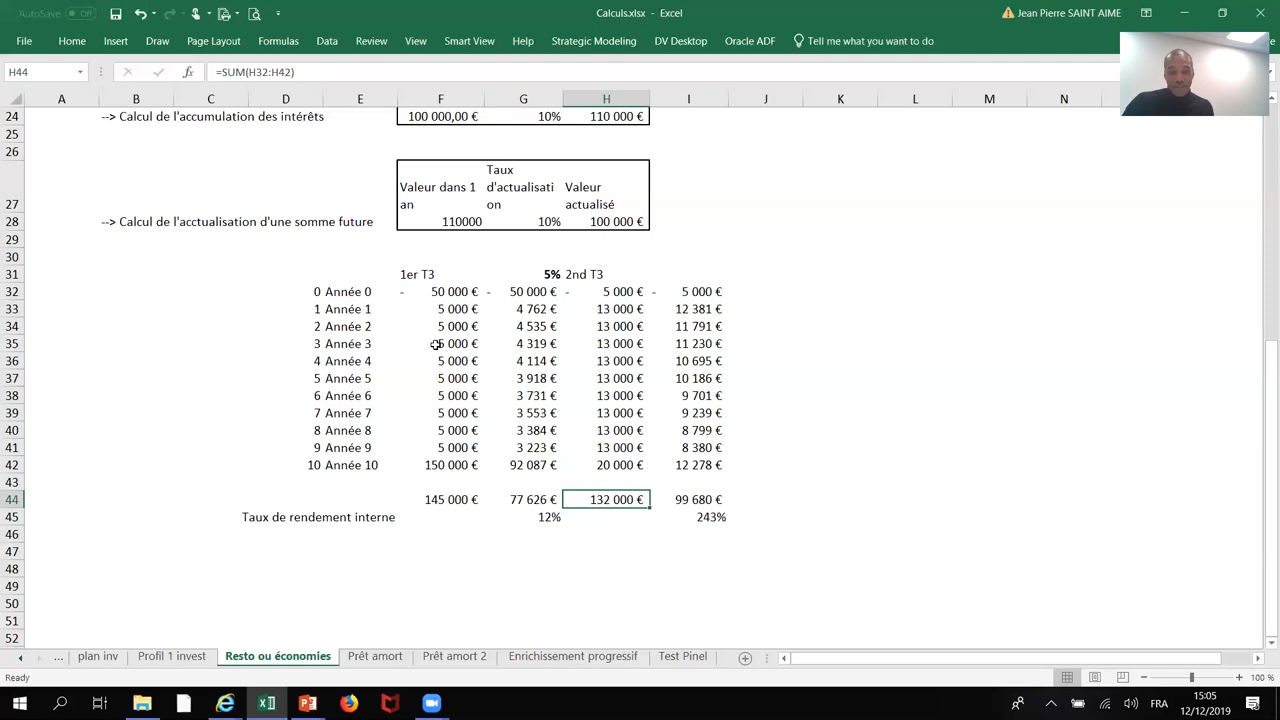 AutoSave Off
Calculs.xlsx - Excel
Jean Pierre SAINT AIME
File Home Insert Draw Page Layout Formulas Data Review View Smart View Help Strategic Modeling DV Desktop Oracle ADF Tell me what you want to do
H44 fx =SUM(H32:H42)
A B C D E F G H I J K L M N
24 --> Calcul de l'accumulation des intérêts 100 000,00 € 10% 110 000 €
25
26
Taux
Valeur dans 1 d'actualisati Valeur
27 an on actualisé
28 --> Calcul de l'acctualisation d'une somme future 110000 10% 100 000 €
29
30
31 1er T3 5% 2nd T3
32 0 Année 0 - 50 000 € - 50 000 € - 5 000 € - 5 000 €
33 1 Année 1 5 000 € 4 762 € 13 000 € 12 381 €
34 2 Année 2 5 000 € 4 535 € 13 000 € 11 791 €
35 3 Année 3 5 000 € 4 319 € 13 000 € 11 230 €
36 4 Année 4 5 000 € 4 114 € 13 000 € 10 695 €
37 5 Année 5 5 000 € 3 918 € 13 000 € 10 186 €
38 6 Année 6 5 000 € 3 731 € 13 000 € 9 701 €
39 7 Année 7 5 000 € 3 553 € 13 000 € 9 239 €
40 8 Année 8 5 000 € 3 384 € 13 000 € 8 799 €
41 9 Année 9 5 000 € 3 223 € 13 000 € 8 380 €
42 10 Année 10 150 000 € 92 087 € 20 000 € 12 278 €
43
44 145 000 € 77 626 € 132 000 € 99 680 €
45 Taux de rendement interne 12% 243%
46
47
48
49
50
51
52
... plan inv Profil 1 invest Resto ou économies Prêt amort Prêt amort 2 Enrichissement progressif Test Pinel
Ready 100 %
FRA 15:05
12/12/2019